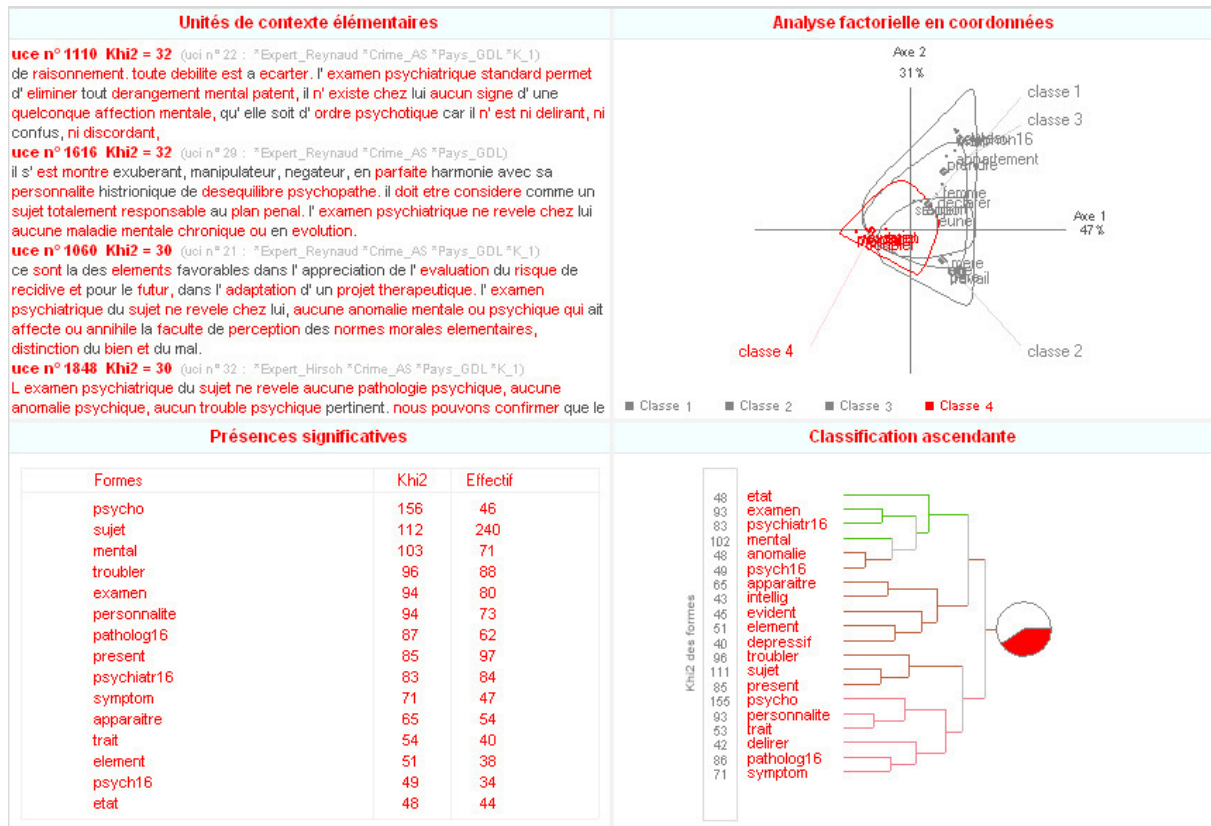 Unités de contexte élémentaires
uce n° 1110 Khi2 = 32 (uci n° 22 : *Expert_Reynaud *Crime_AS *Pays_GDL *K_1)
de raisonnement. toute debilite est a ecarter. l' examen psychiatrique standard permet
d' eliminer tout derangement mental patent, il n' existe chez lui aucun signe d' une
quelconque affection mentale, qu' elle soit d' ordre psychotique car il n' est ni delirant, ni
confus, ni discordant,
uce n° 1616 Khi2 = 32 (uci n° 29 : *Expert_Reynaud *Crime_AS *Pays_GDL)
il s' est montre exuberant, manipulateur, negateur, en parfaite harmonie avec sa
personnalite histrionique de desequilibre psychopathe. il doit etre considere comme un
sujet totalement responsable au plan penal. l' examen psychiatrique ne revele chez lui
aucune maladie mentale chronique ou en evolution.
uce n° 1060 Khi2 = 30 (uci n° 21 : *Expert_Reynaud *Crime_AS *Pays_GDL *K_1)
ce sont la des elements favorables dans l' appreciation de l' evaluation du risque de
recidive et pour le futur, dans l' adaptation d' un projet therapeutique. l' examen
psychiatrique du sujet ne revele chez lui, aucune anomalie mentale ou psychique qui ait
affecte ou annihile la faculte de perception des normes morales elementaires,
distinction du bien et du mal.
uce n° 1848 Khi2 = 30 (uci n° 32 : *Expert_Hirsch *Crime_AS *Pays_GDL *K_1)
L examen psychiatrique du sujet ne revele aucune pathologie psychique, aucune
anomalie psychique, aucun trouble psychique pertinent. nous pouvons confirmer que le
Analyse factorielle en coordonnées
Axe 2
31 %
classe 1
classe 3
appartement
prendre
femme
declarer
Axe 1
47 %
mere
classe 4
classe 2
Classe 1 Classe 2 Classe 3 Classe 4
Présences significatives
Formes Khi2 Effectif
psycho 156 46
sujet 112 240
mental 103 71
troubler 96 88
examen 94 80
personnalite 94 73
patholog16 87 62
present 85 97
psychiatr16 83 84
symptom 71 47
apparaitre 65 54
trait 54 40
element 51 38
psych16 49 34
etat 48 44
Classification ascendante
Khi2 des formes
48 etat
93 examen
83 psychiatr16
102 mental
48 anomalie
49 psych16
65 apparaitre
43 intellig
45 evident
51 element
40 depressif
96 troubler
111 sujet
85 present
155 psycho
93 personnalite
53 trait
42 delirer
86 patholog16
71 symptom